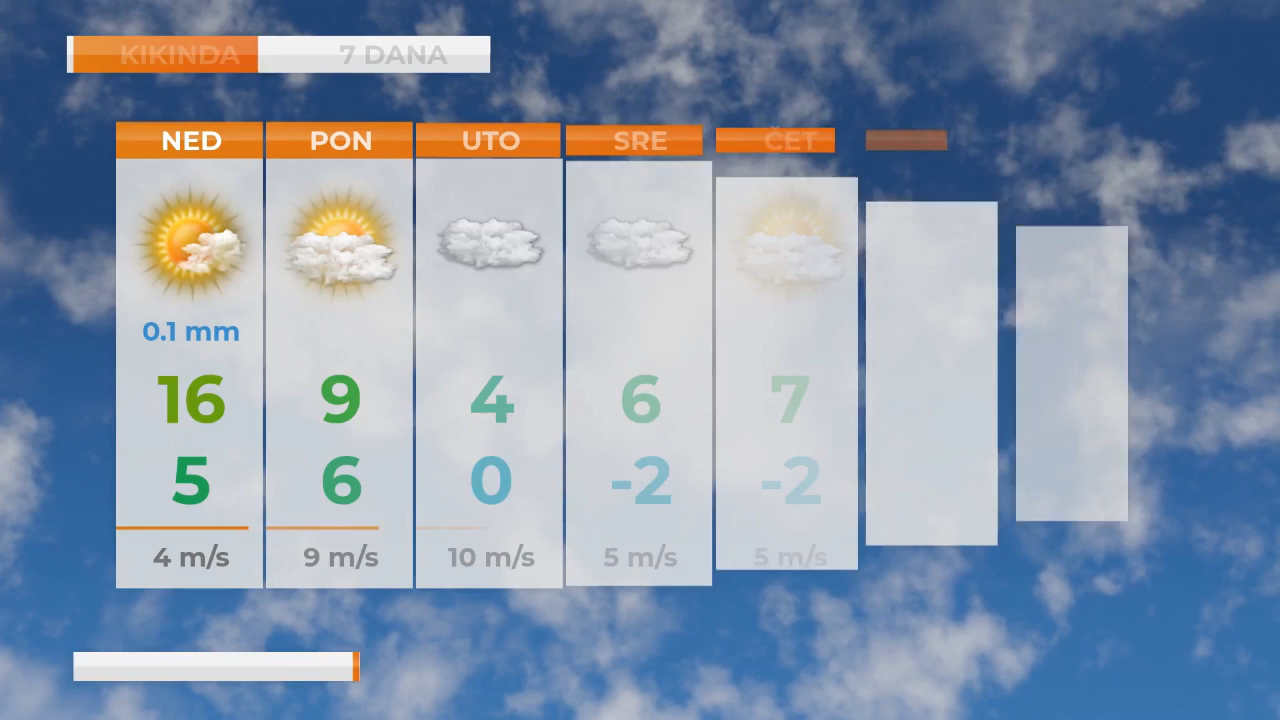 KIKINDA 7 DANA
NED PON UTO SRE ČET
0.1 mm
16 9 4 6 7
5 6 0 -2 -2
4 m/s 9 m/s 10 m/s 5 m/s 5 m/s